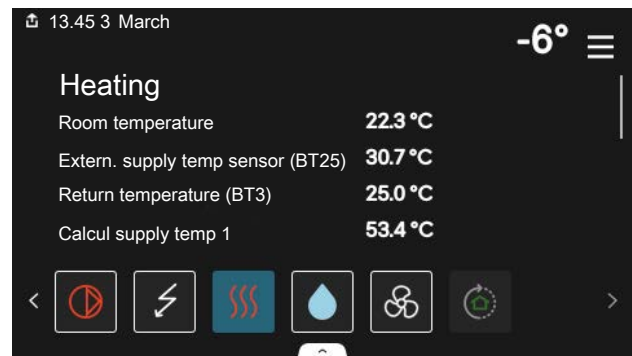 13.45 3 March
-6°
Heating
Room temperature 22.3 °C
Extern. supply temp sensor (BT25) 30.7 °C
Return temperature (BT3) 25.0 °C
Calcul supply temp 1 53.4 °C